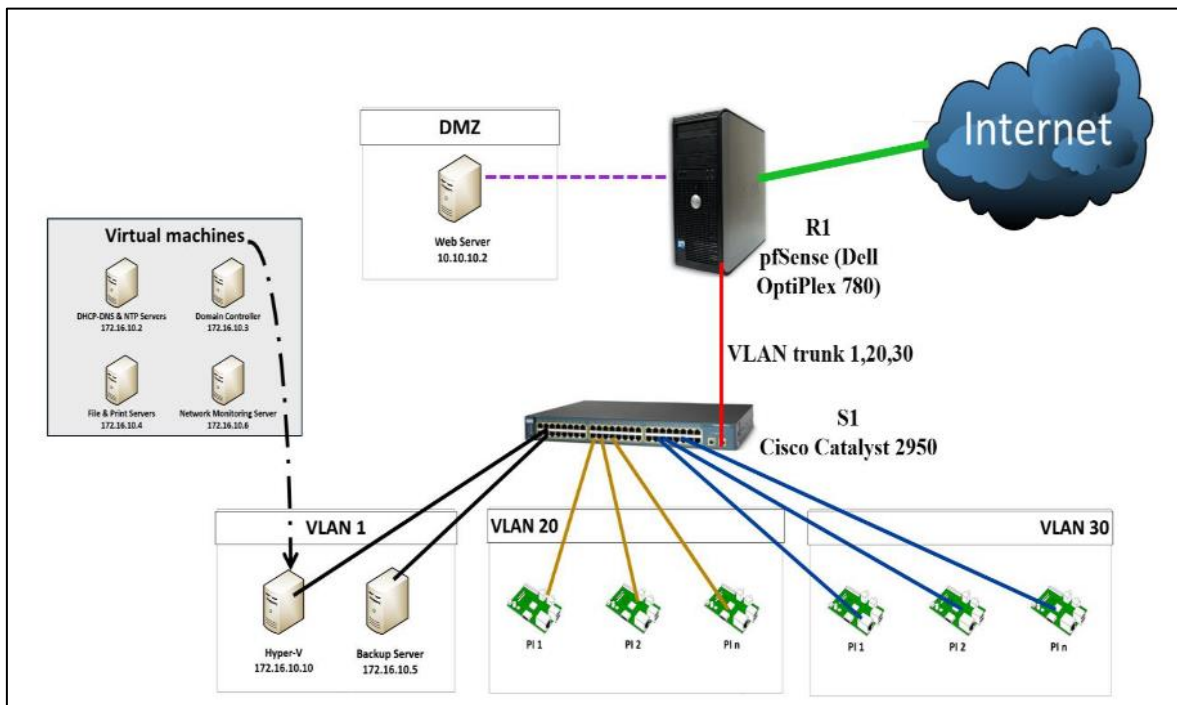 Internet
DMZ
Web Server
10.10.10.2
R1
pfSense (Dell
OptiPlex 780)
Virtual machines
DHCP-DNS & NTP Servers
172.16.10.2
Domain Controller
172.16.10.3
File & Print Servers
172.16.10.4
Network Monitoring Server
172.16.10.6
VLAN trunk 1,20,30
S1
Cisco Catalyst 2950
VLAN 1
Hyper-V
172.16.10.10
Backup Server
172.16.10.5
VLAN 20
PI 1
PI 2
PI n
VLAN 30
PI 1
PI 2
PI n